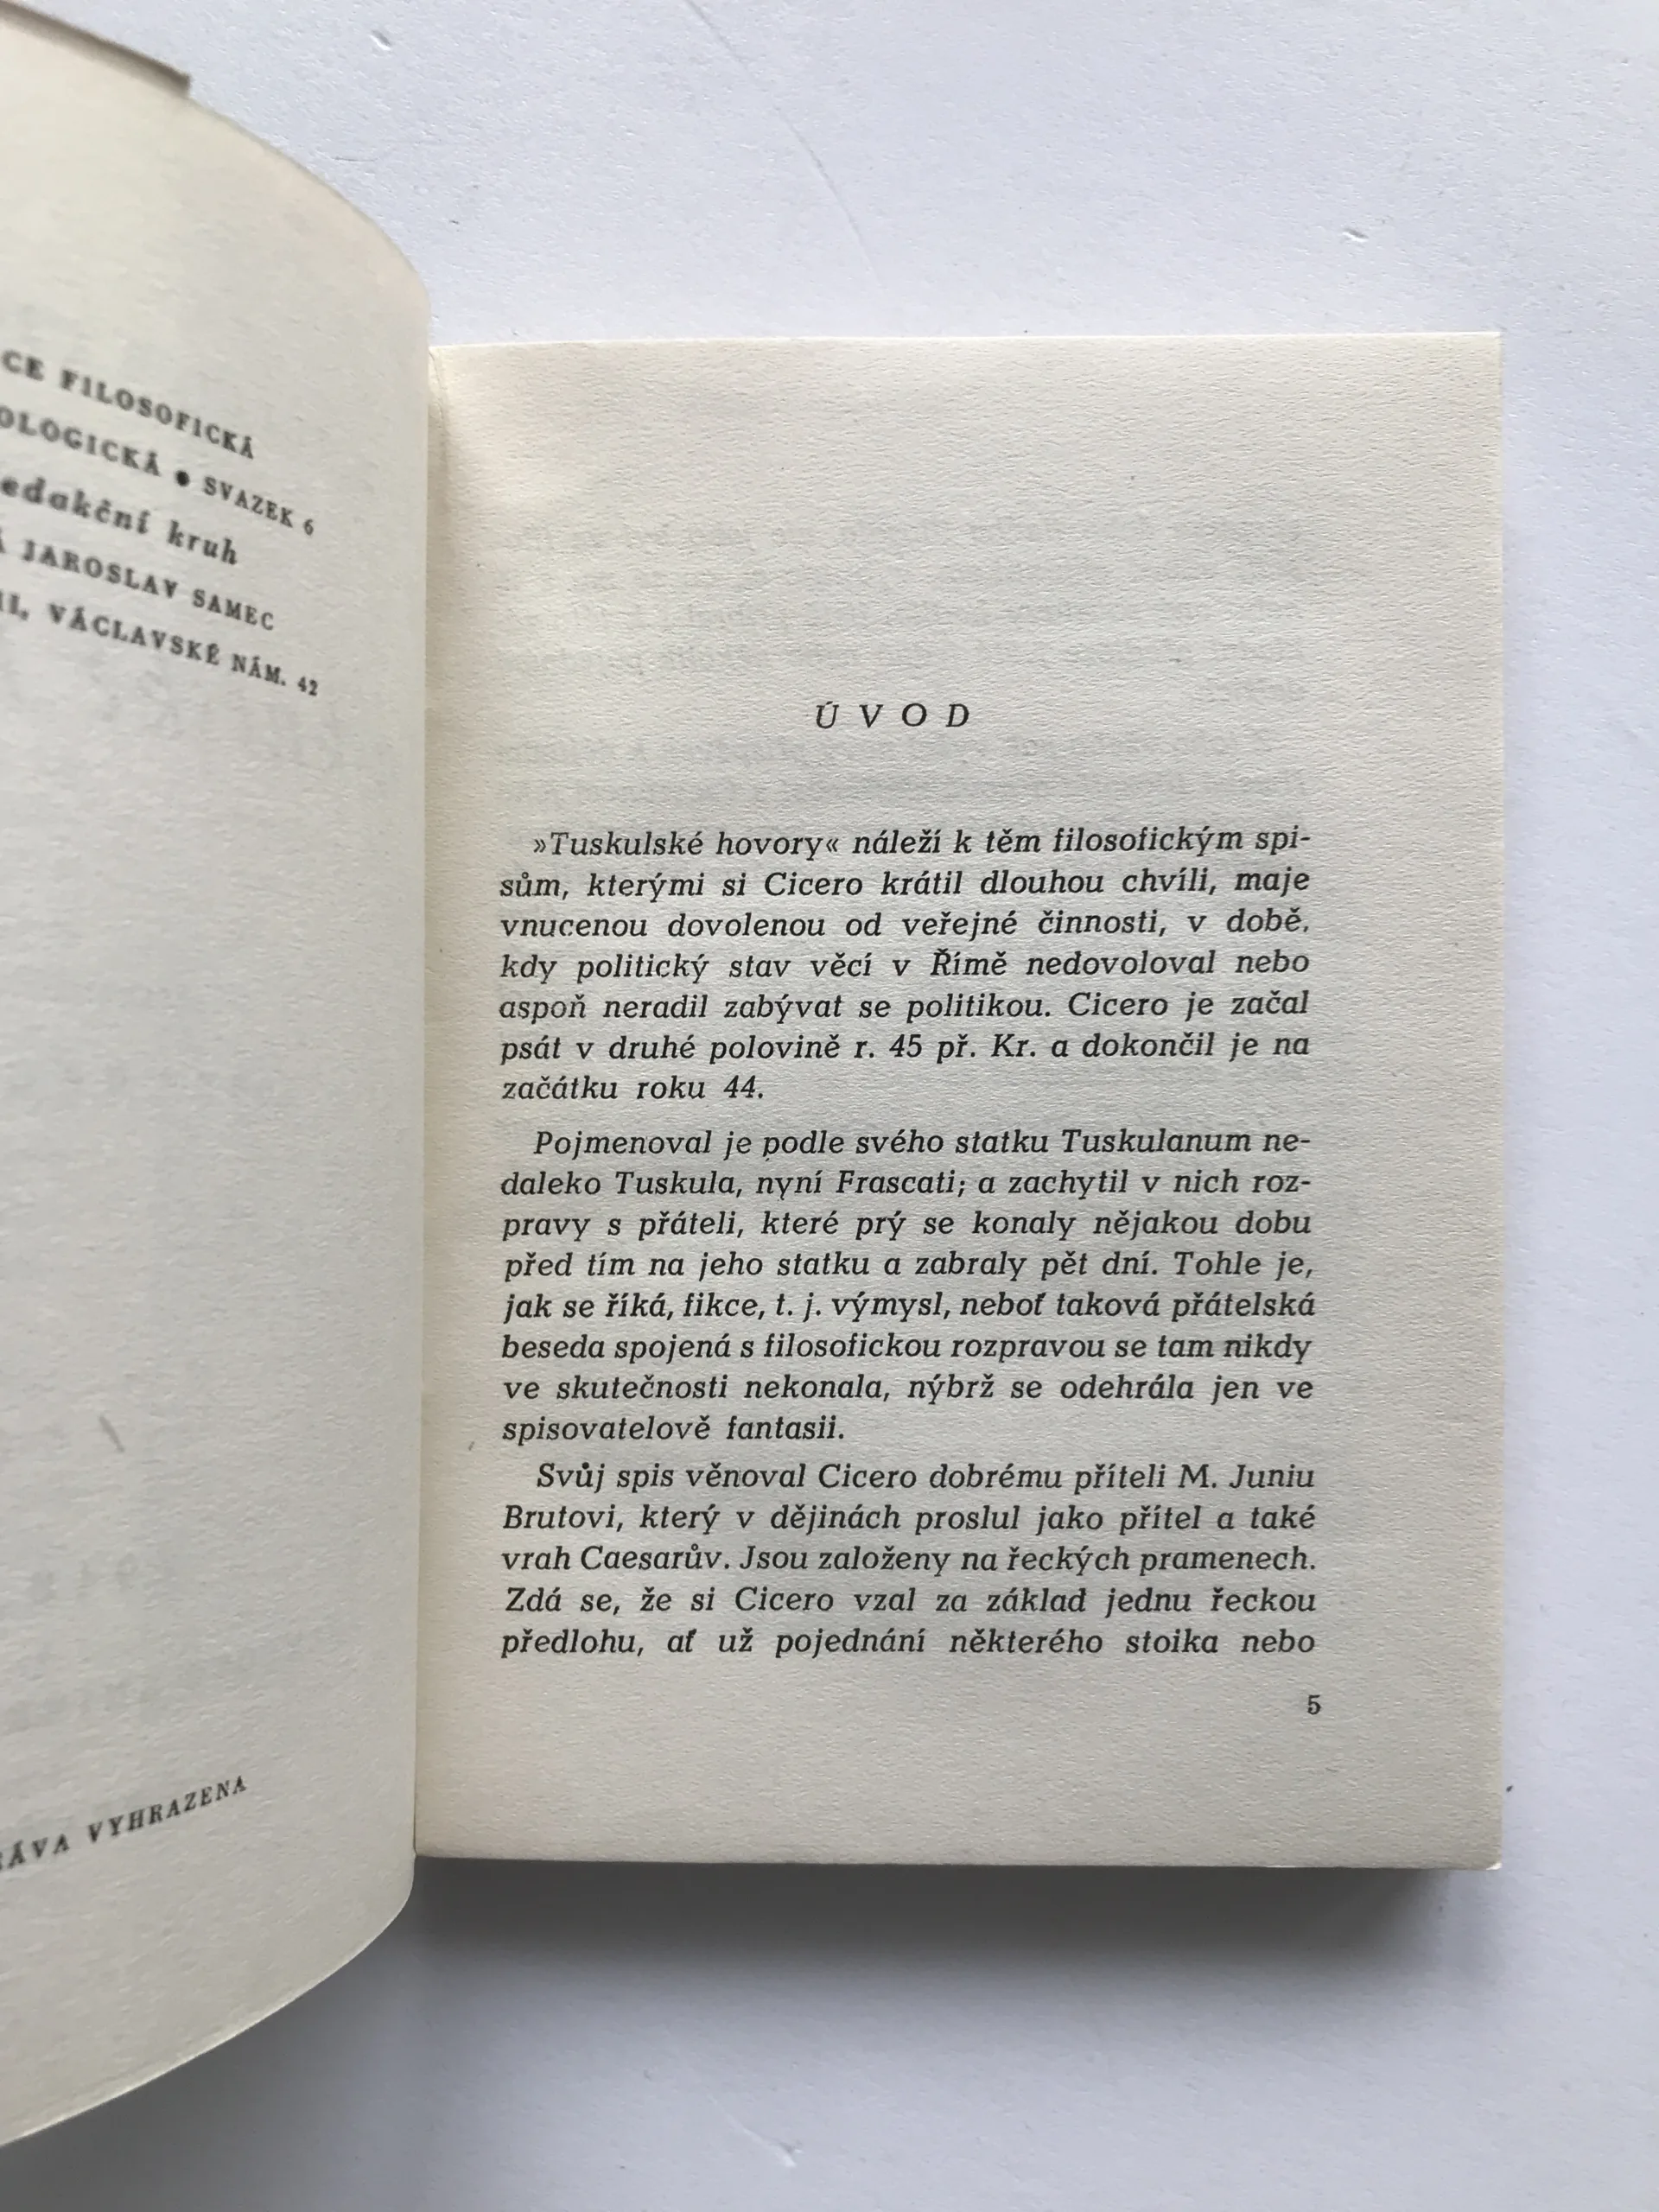 CE FILOSOFICKÁ
OLOGICKÁ ● SVAZEK 6
edakční kruh
JAROSLAV SAMEC
II, VÁCLAVSKÉ NÁM. 42
ÁVA VYHRAZENA
ÚVOD
»Tuskulské hovory« náleží k těm filosofickým spi-
sům, kterými si Cicero krátil dlouhou chvíli, maje
vnucenou dovolenou od veřejné činnosti, v době,
kdy politický stav věcí v Římě nedovoloval nebo
aspoň neradil zabývat se politikou. Cicero je začal
psát v druhé polovině r. 45 př. Kr. a dokončil je na
začátku roku 44.
Pojmenoval je podle svého statku Tuskulanum ne-
daleko Tuskula, nyní Frascati; a zachytil v nich roz-
pravy s přáteli, které prý se konaly nějakou dobu
před tím na jeho statku a zabraly pět dní. Tohle je,
jak se říká, fikce, t. j. výmysl, neboť taková přátelská
beseda spojená s filosofickou rozpravou se tam nikdy
ve skutečnosti nekonala, nýbrž se odehrála jen ve
spisovatelově fantasii.
Svůj spis věnoval Cicero dobrému příteli M. Juniu
Brutovi, který v dějinách proslul jako přítel a také
vrah Caesarův. Jsou založeny na řeckých pramenech.
Zdá se, že si Cicero vzal za základ jednu řeckou
předlohu, ať už pojednání některého stoika nebo
5